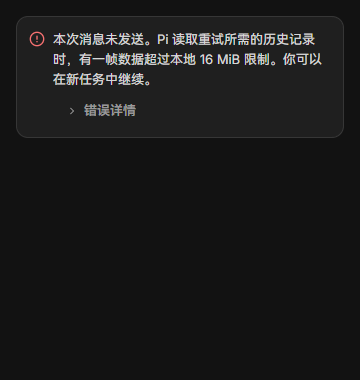 本次消息未发送。Pi 读取重试所需的历史记录
时，有一帧数据超过本地 16 MiB 限制。你可以
在新任务中继续。
错误详情